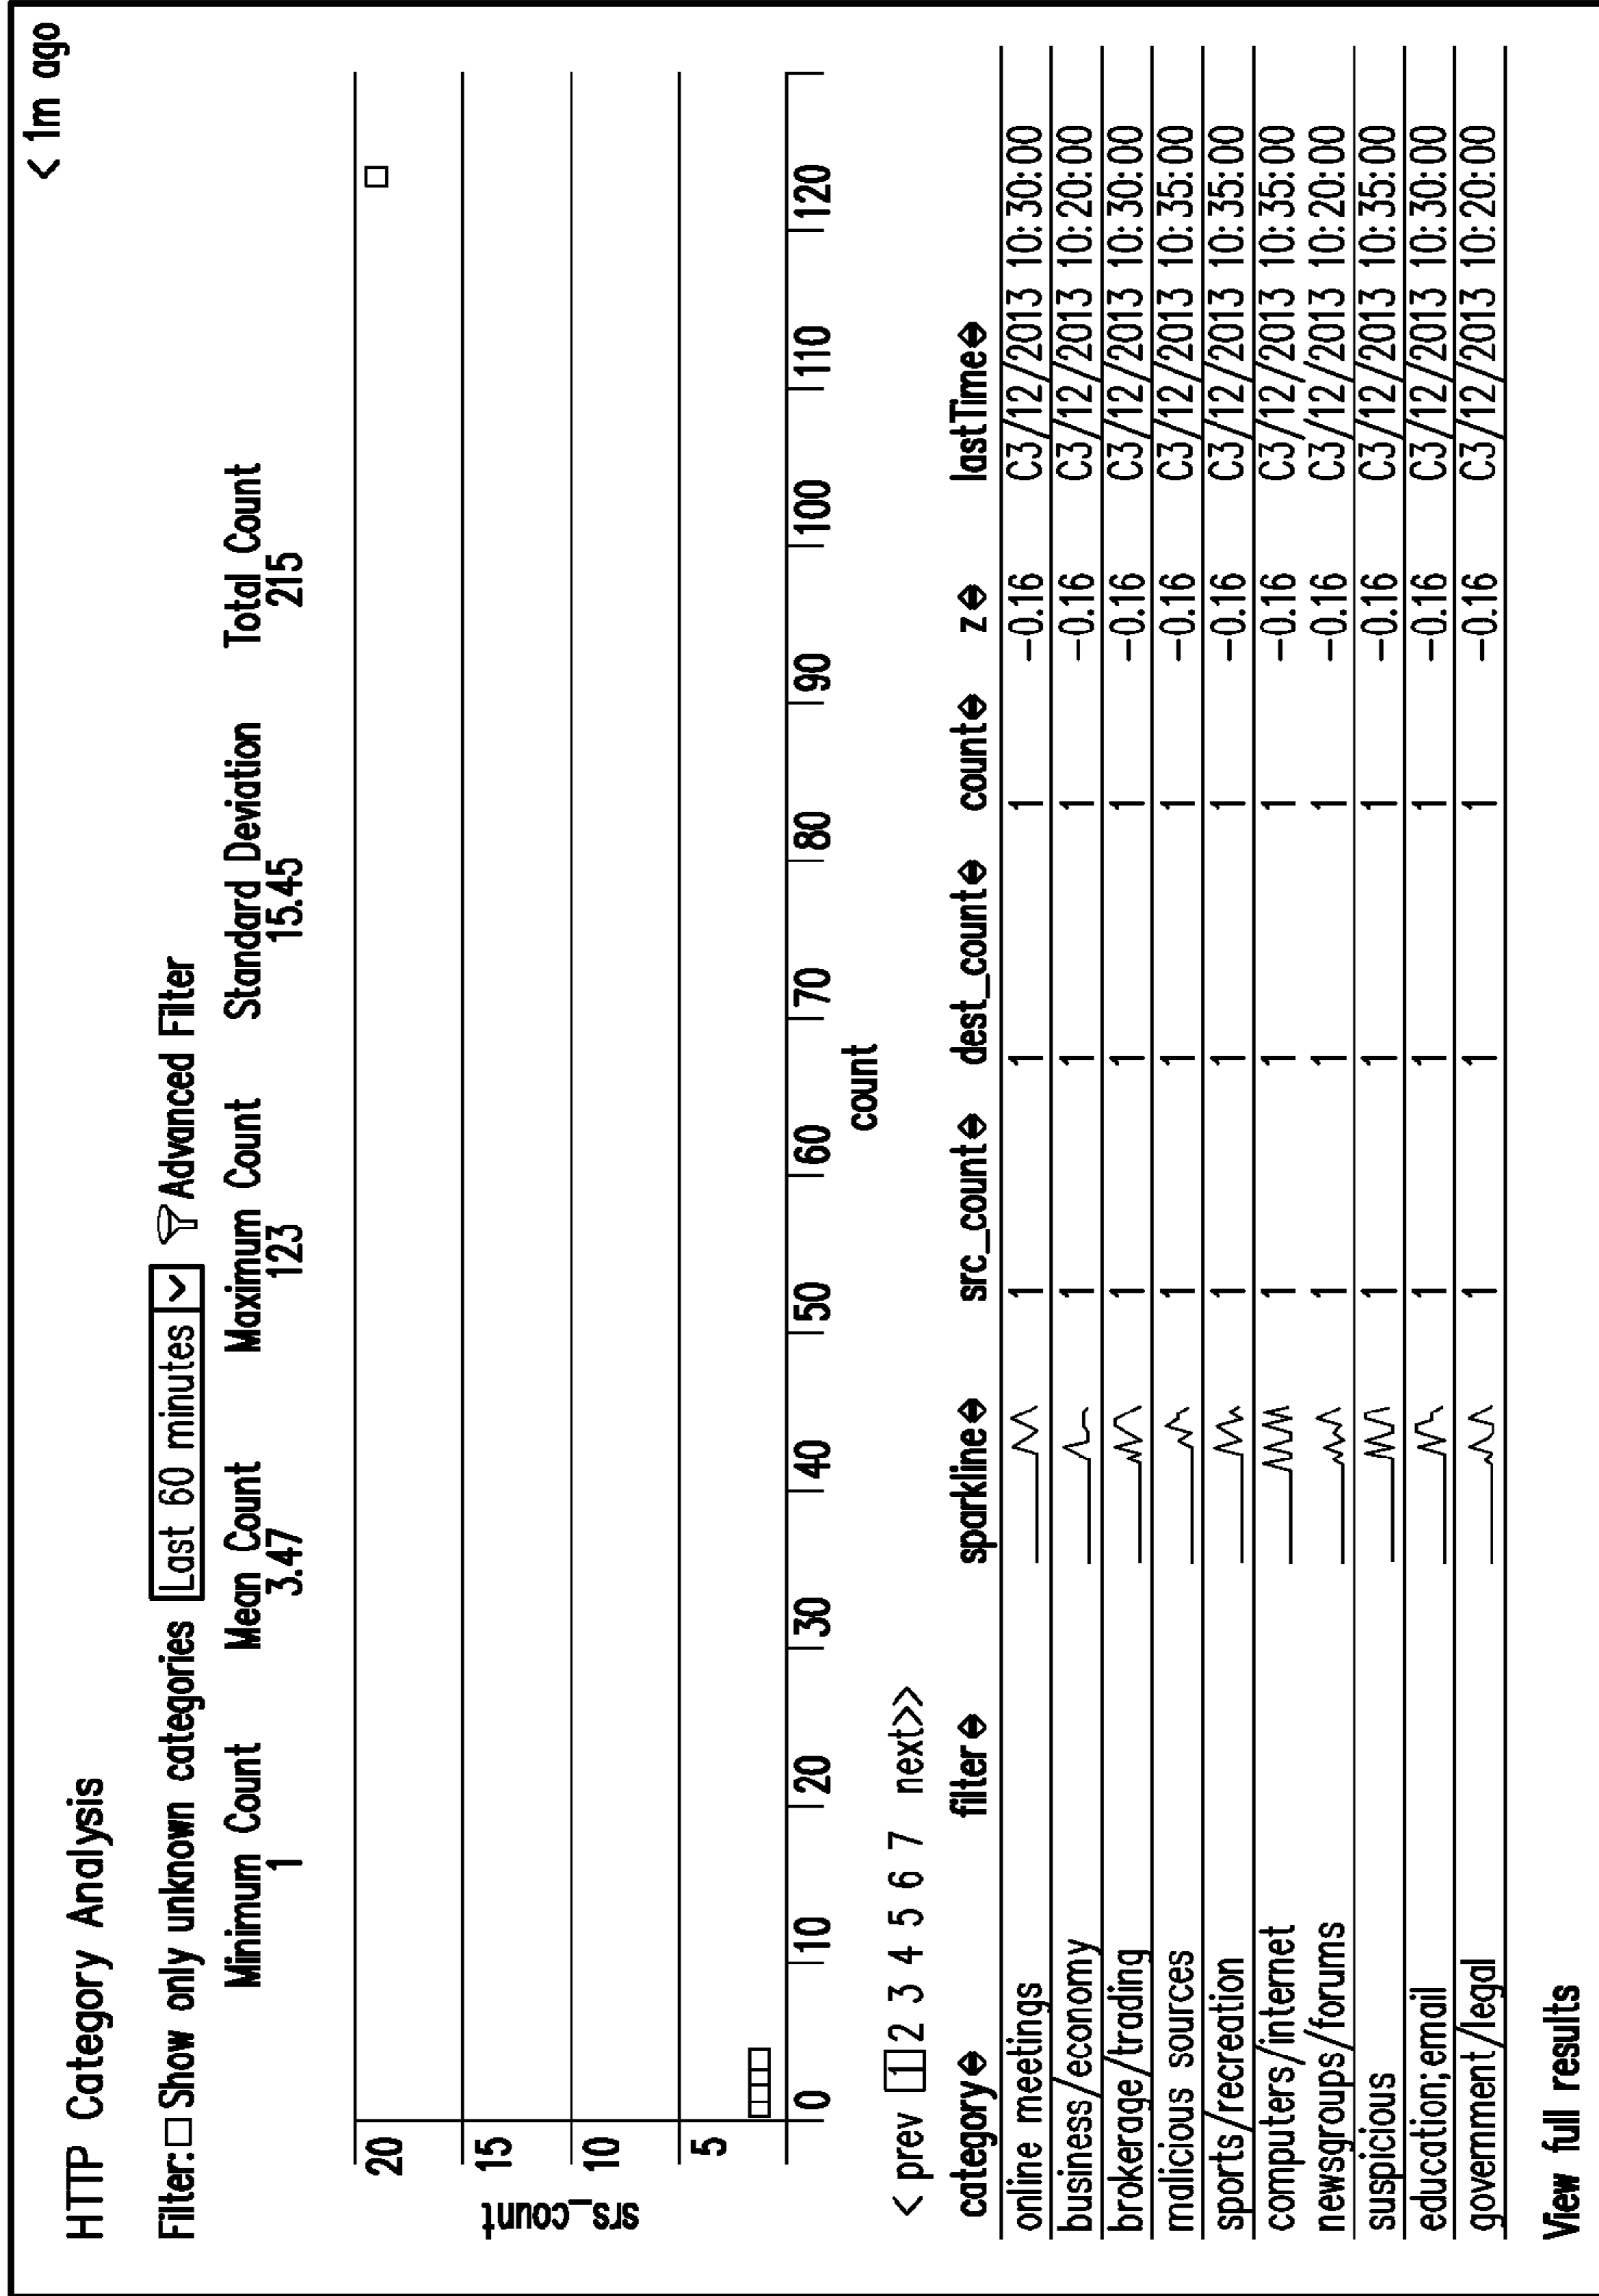 < 1m ago
HTTP Category Analysis
Filter: Show only unknown categories Last 60 minutes Advanced Filter
Minimum Count Mean Count Maximum Count Standard Deviation Total Count
1 3.47 123 15.45 215
20
15
10
5
srs_count
0 10 20 30 40 50 60 70 80 90 100 110 120
count
< prev 1 2 3 4 5 6 7 next>>
category filter sparkline src_count dest_count count z lastTime
online meetings 1 1 1 -0.16 C3/12/2013 10:30:00
business/economy 1 1 1 -0.16 C3/12/2013 10:20:00
brokerage/trading 1 1 1 -0.16 C3/12/2013 10:30:00
malicious sources 1 1 1 -0.16 C3/12/2013 10:35:00
sports/recreation 1 1 1 -0.16 C3/12/2013 10:35:00
computers/internet 1 1 1 -0.16 C3/12/2013 10:35:00
newsgroups/forums 1 1 1 -0.16 C3/12/2013 10:20:00
suspicious 1 1 1 -0.16 C3/12/2013 10:35:00
education;email 1 1 1 -0.16 C3/12/2013 10:30:00
government/legal 1 1 1 -0.16 C3/12/2013 10:20:00
View full results